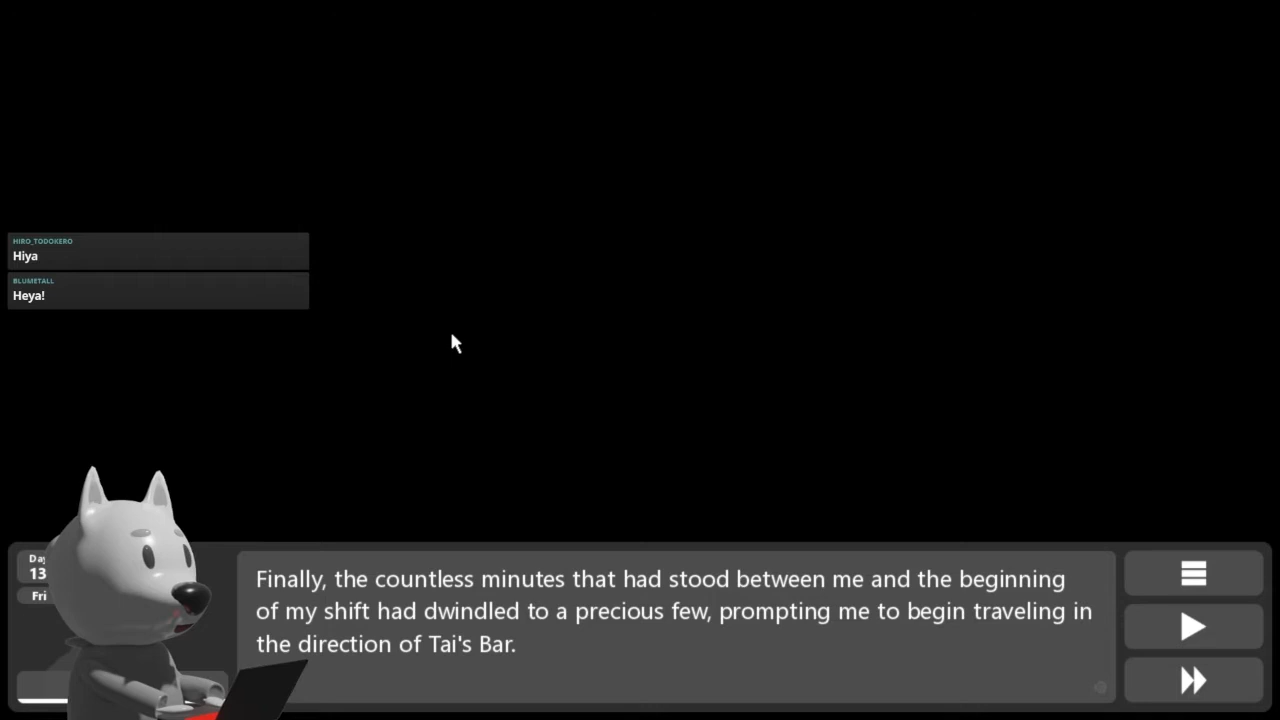 HIRO_TODOKERO
Hiya
BLUMETALL
Heya!
Day
13
Fri
Finally, the countless minutes that had stood between me and the beginning
of my shift had dwindled to a precious few, prompting me to begin traveling in
the direction of Tai's Bar.